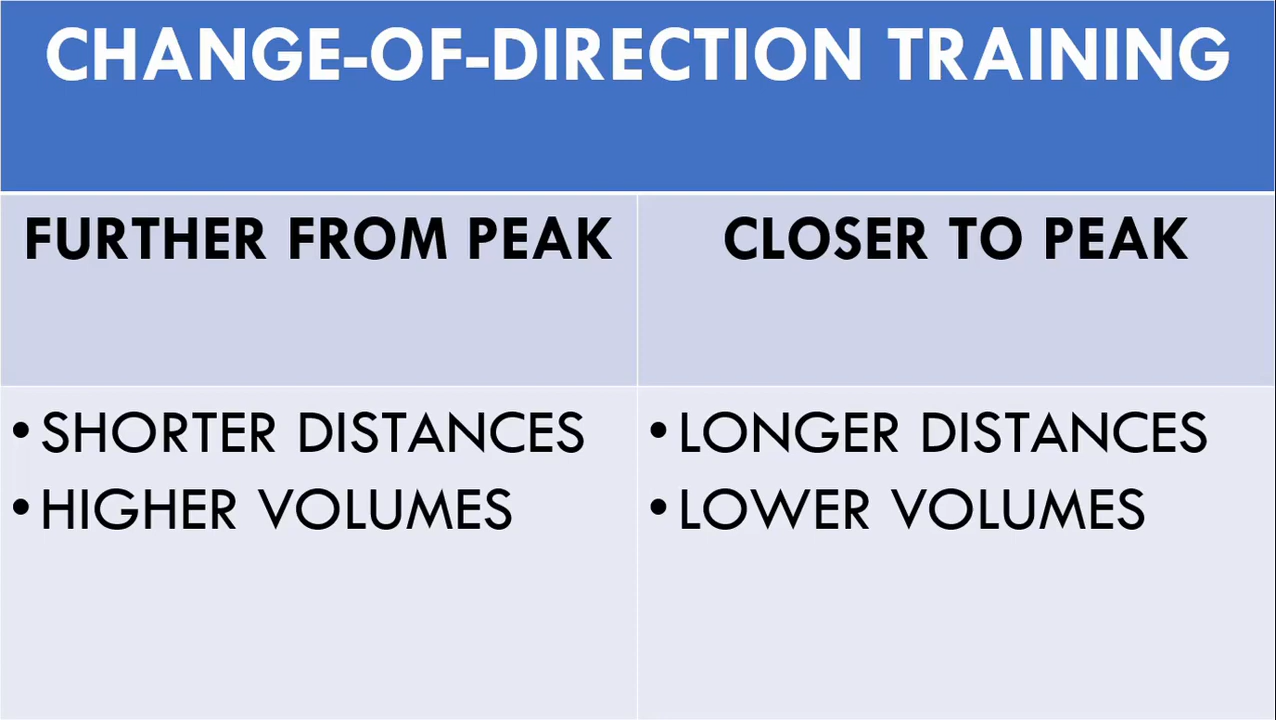 CHANGE-OF-DIRECTION TRAINING
FURTHER FROM PEAK
CLOSER TO PEAK
• SHORTER DISTANCES
• HIGHER VOLUMES
• LONGER DISTANCES
• LOWER VOLUMES